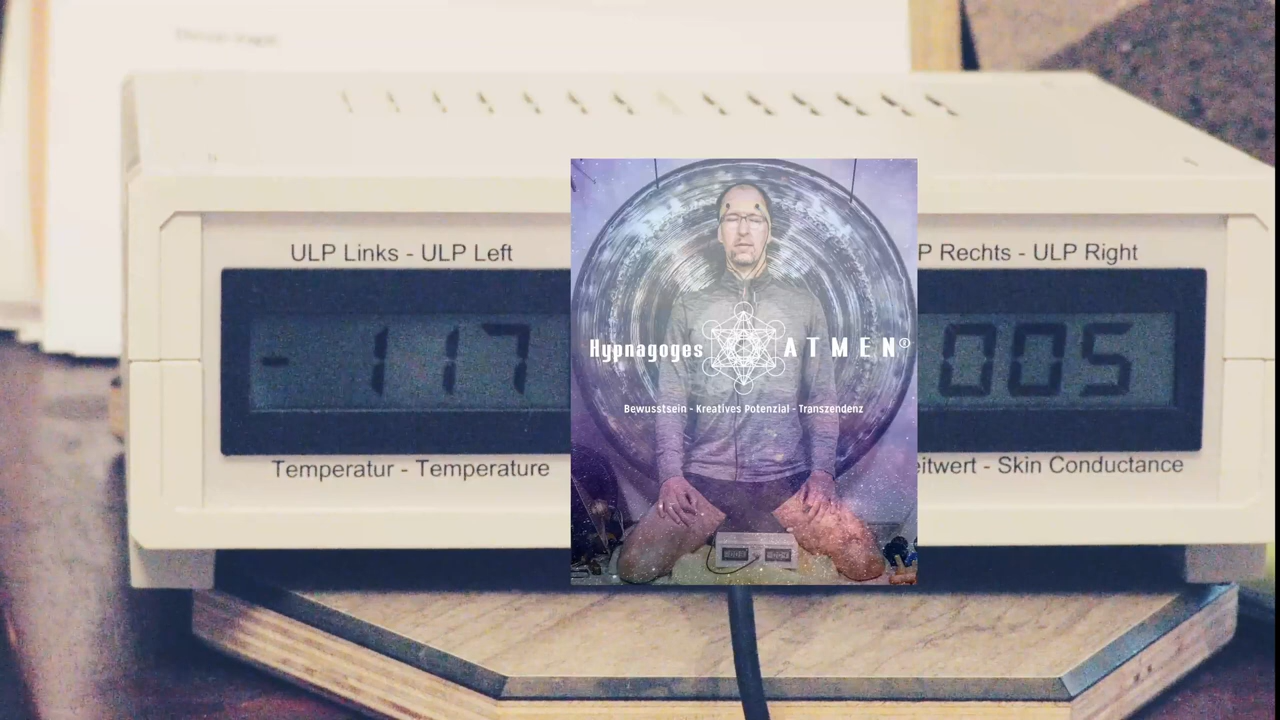 ULP Links - ULP Left
P Rechts - ULP Right
- 117
005
Temperatur - Temperature
eitwert - Skin Conductance
Hypnagoges ATMEN®
Bewusstsein - Kreatives Potenzial - Transzendenz